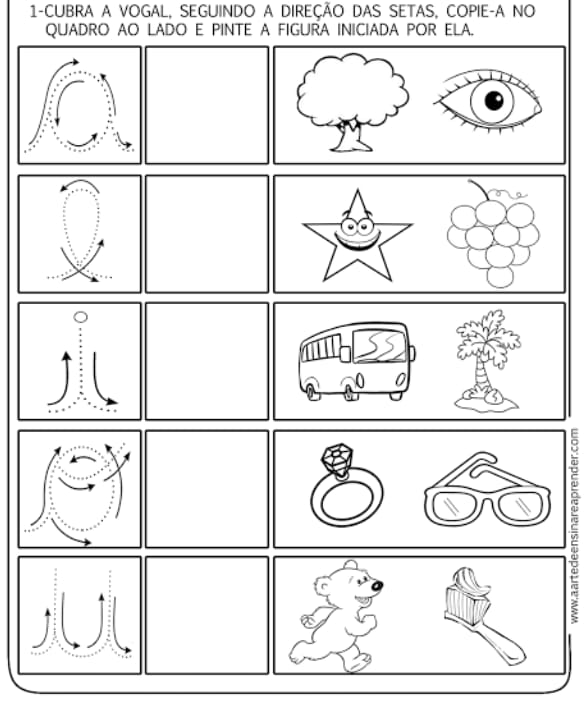 1-CUBRA A VOGAL, SEGUINDO A DIREÇÃO DAS SETAS, COPIE-A NO
QUADRO AO LADO E PINTE A FIGURA INICIADA POR ELA.
a
e
i
o
u
www.aartedeensinareaprender.com